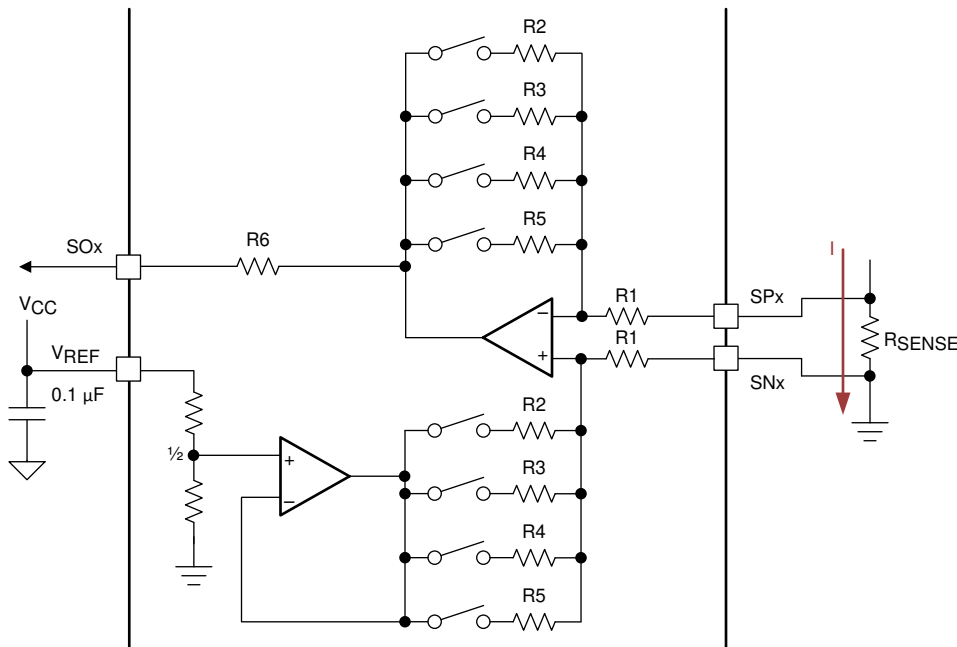 R2
R3
R4
R5
SOx
R6
I
VCC
R1
SPx
−
RSENSE
VREF
+
R1
SNx
0.1 µF
R2
½
+
−
R3
R4
R5